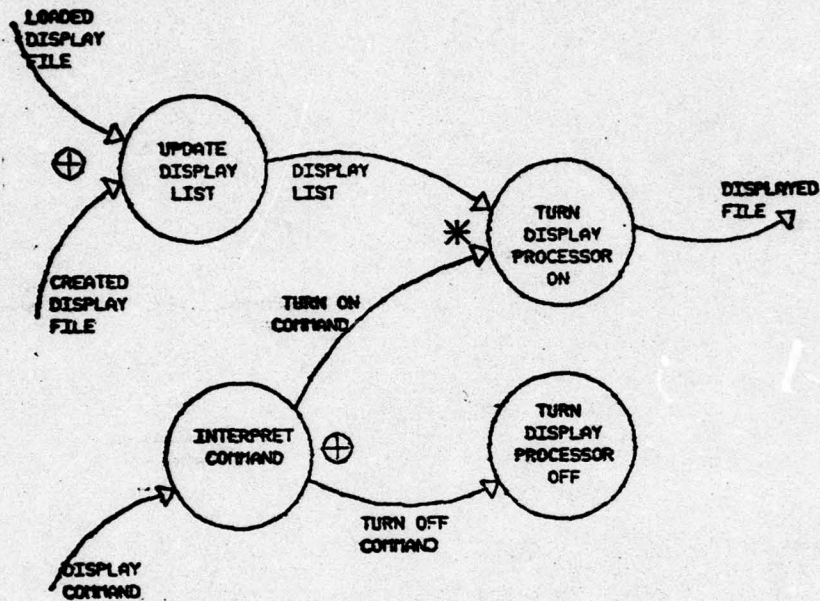 LOADED
DISPLAY
FILE
UPDATE
DISPLAY
LIST
DISPLAY
LIST
DISPLAYED
FILE
TURN
DISPLAY
PROCESSOR
ON
CREATED
DISPLAY
FILE
TURN ON
COMMAND
INTERPRET
COMMAND
TURN
DISPLAY
PROCESSOR
OFF
TURN OFF
COMMAND
DISPLAY
COMMAND